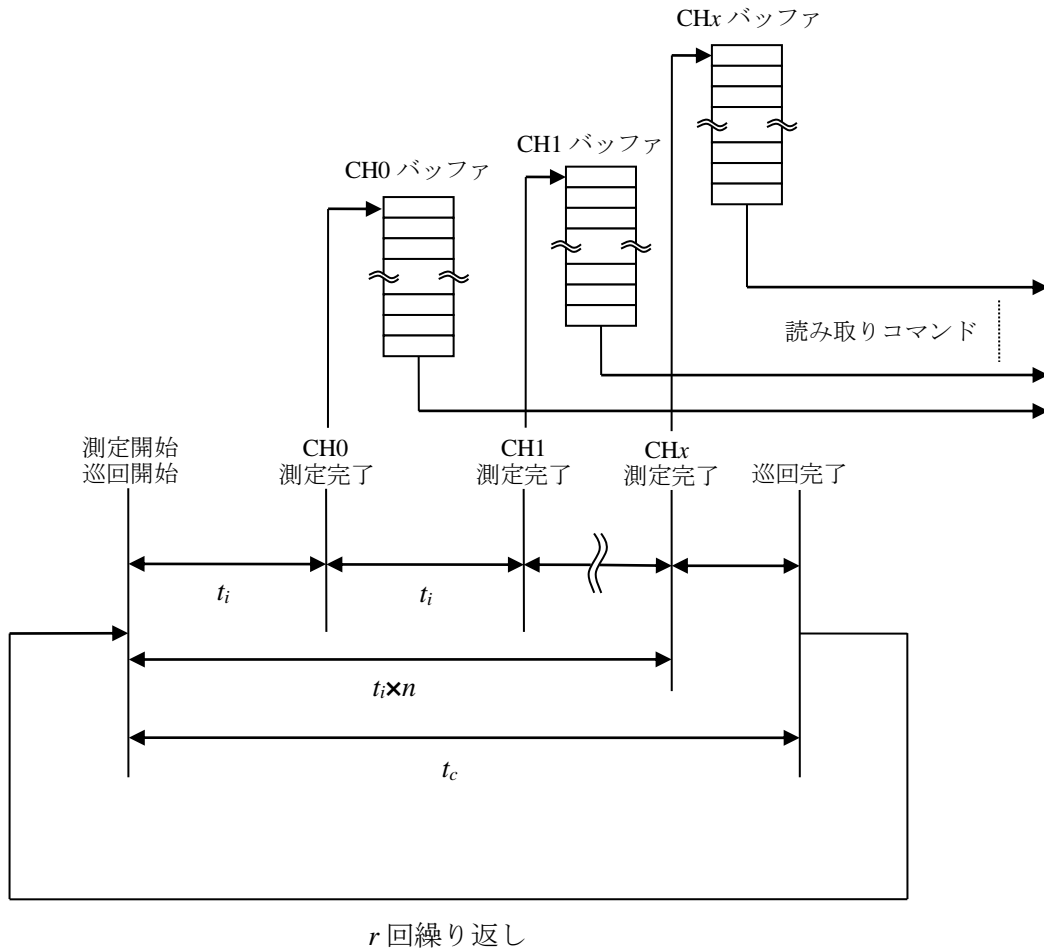 CHx バッファ
CH1 バッファ
CH0 バッファ
読み取りコマンド
測定開始
巡回開始
CH0
測定完了
CH1
測定完了
CHx
測定完了
巡回完了
ti
ti
ti×n
tc
r 回繰り返し